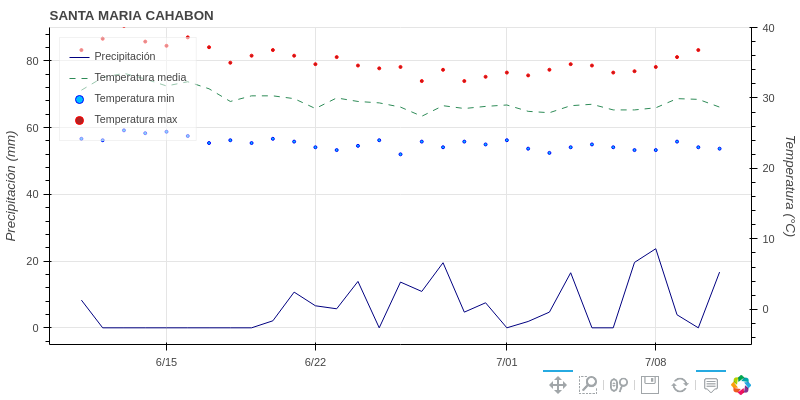 SANTA MARIA CAHABON
Precipitación
Temperatura media
Temperatura min
Temperatura max
80
60
40
20
0
Precipitación (mm)
40
30
20
10
0
Temperatura (°C)
6/15
6/22
7/01
7/08